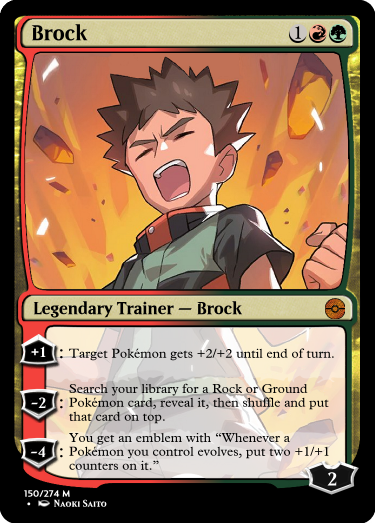 Brock 1
Legendary Trainer — Brock
+1 : Target Pokémon gets +2/+2 until end of turn.
Search your library for a Rock or Ground
-2 : Pokémon card, reveal it, then shuffle and put
that card on top.
You get an emblem with “Whenever a
-4 : Pokémon you control evolves, put two +1/+1
counters on it.”
2
150/274 M
• Naoki Saito